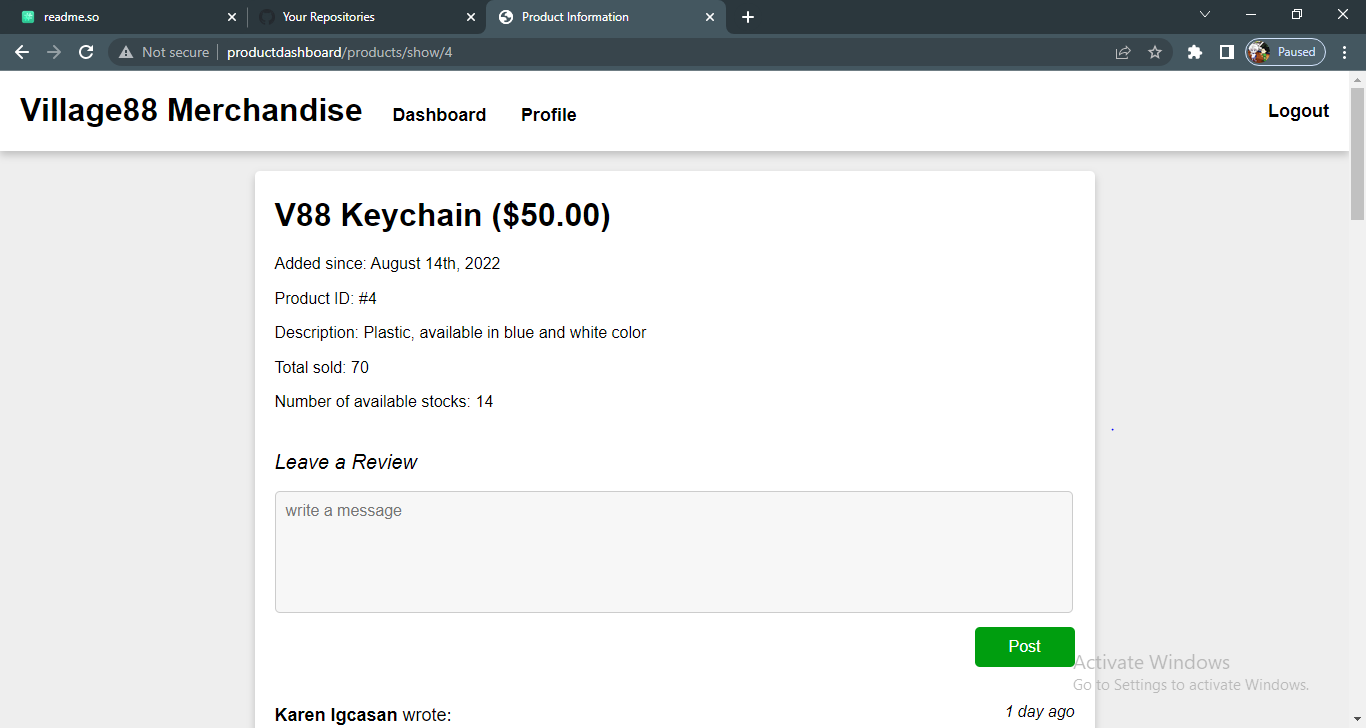 readme.so
Your Repositories
Product Information
Not secure productdashboard/products/show/4
Paused
Village88 Merchandise Dashboard Profile Logout
V88 Keychain ($50.00)
Added since: August 14th, 2022
Product ID: #4
Description: Plastic, available in blue and white color
Total sold: 70
Number of available stocks: 14
Leave a Review
write a message
Post
Activate Windows
Go to Settings to activate Windows.
Karen Igcasan wrote: 1 day ago